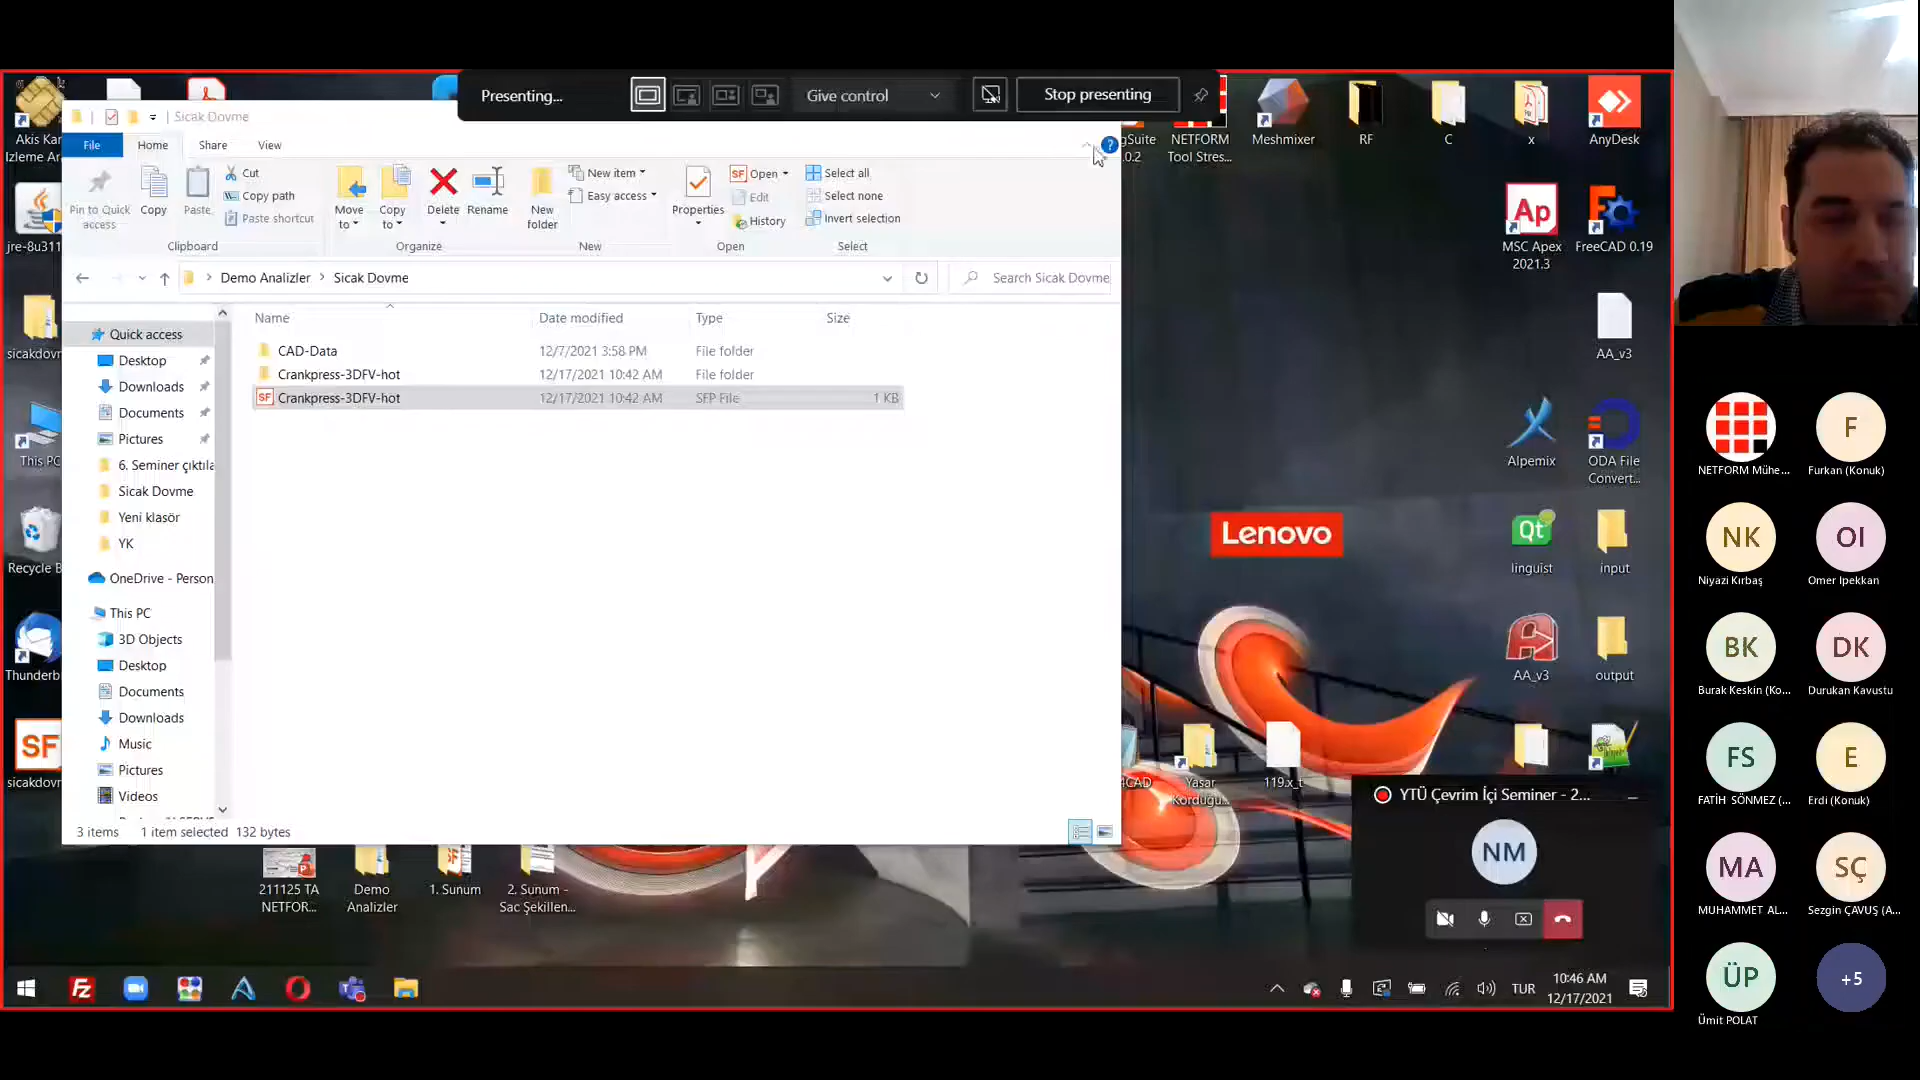 Presenting...
Give control
Stop presenting
Sicak Dovme
File
Home
Share
View
Pin to Quick access
Copy
Paste
Cut
Copy path
Paste shortcut
Clipboard
Move to
Copy to
Delete
Rename
Organize
New folder
New item
Easy access
New
Properties
Open
Edit
History
Open
Select all
Select none
Invert selection
Select
Demo Analizler > Sicak Dovme
Search Sicak Dovme
Name Date modified Type Size
CAD-Data 12/7/2021 3:58 PM File folder
Crankpress-3DFV-hot 12/17/2021 10:42 AM File folder
SF Crankpress-3DFV-hot 12/17/2021 10:42 AM SFP File 1 KB
Quick access
Desktop
Downloads
Documents
Pictures
6. Seminer çıktıla
Sicak Dovme
Yeni klasör
YK
OneDrive - Person
This PC
3D Objects
Desktop
Documents
Downloads
Music
Pictures
Videos
3 items 1 item selected 132 bytes
Akis Kar
Izleme Ar
jre-8u311
sicakdovr
This PC
Recycle B
Thunderb
SF
sicakdovr
211125 TA
NETFOR...
Demo
Analizler
1. Sunum
2. Sunum -
Sac Şekillen...
gSuite
.0.2
NETFORM
Tool Stres...
Meshmixer
RF
C
x
AnyDesk
Ap
MSC Apex
2021.3
FreeCAD 0.19
AA_v3
Alpemix
ODA File
Convert...
Lenovo
Qt
linguist
input
AA_v3
output
4CAD
Yasar
Kordugu...
119.x_t
YTÜ Çevrim İçi Seminer - 2...
NM
TUR
10:46 AM
12/17/2021
NETFORM Mühe...
F
Furkan (Konuk)
NK
Niyazi Kırbaş
OI
Omer Ipekkan
BK
Burak Keskin (Ko...
DK
Durukan Kavustu
FS
FATİH SÖNMEZ (...
E
Erdi (Konuk)
MA
MUHAMMET AL...
SÇ
Sezgin ÇAVUŞ (A...
ÜP
Ümit POLAT
+5